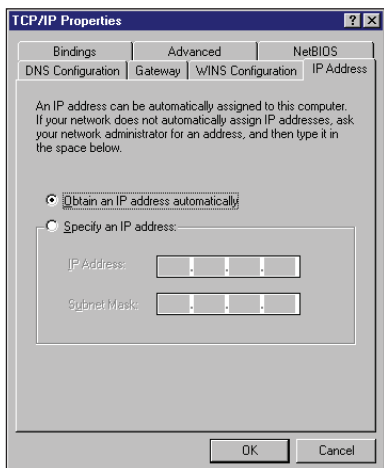 TCP/IP Properties
Bindings
Advanced
NetBIOS
DNS Configuration
Gateway
WINS Configuration
IP Address
An IP address can be automatically assigned to this computer.
If your network does not automatically assign IP addresses, ask
your network administrator for an address, and then type it in
the space below.
Obtain an IP address automatically
Specify an IP address:
IP Address:
Subnet Mask:
OK
Cancel